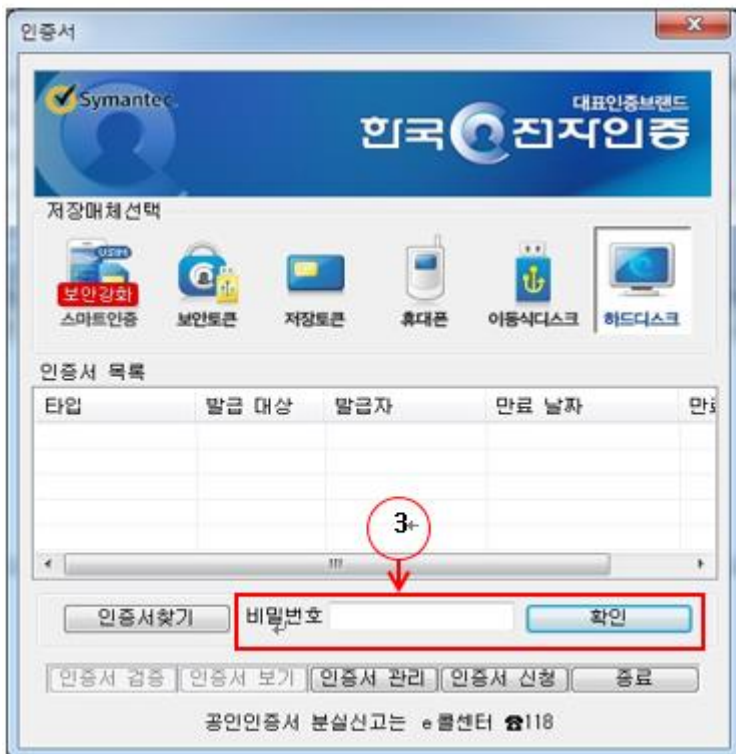 인증서
Symantec.
대표인증브랜드
한국 전자인증
저장매체선택
USIM
보안강화
스마트인증 보안토큰 저장토큰 휴대폰 이동식디스크 하드디스크
인증서 목록
타입 발급 대상 발급자 만료 날짜
3
인증서찾기 비밀번호 확인
인증서 검증 인증서 보기 인증서 관리 인증서 신청 종료
공인인증서 분실신고는 e콜센터 ☎118